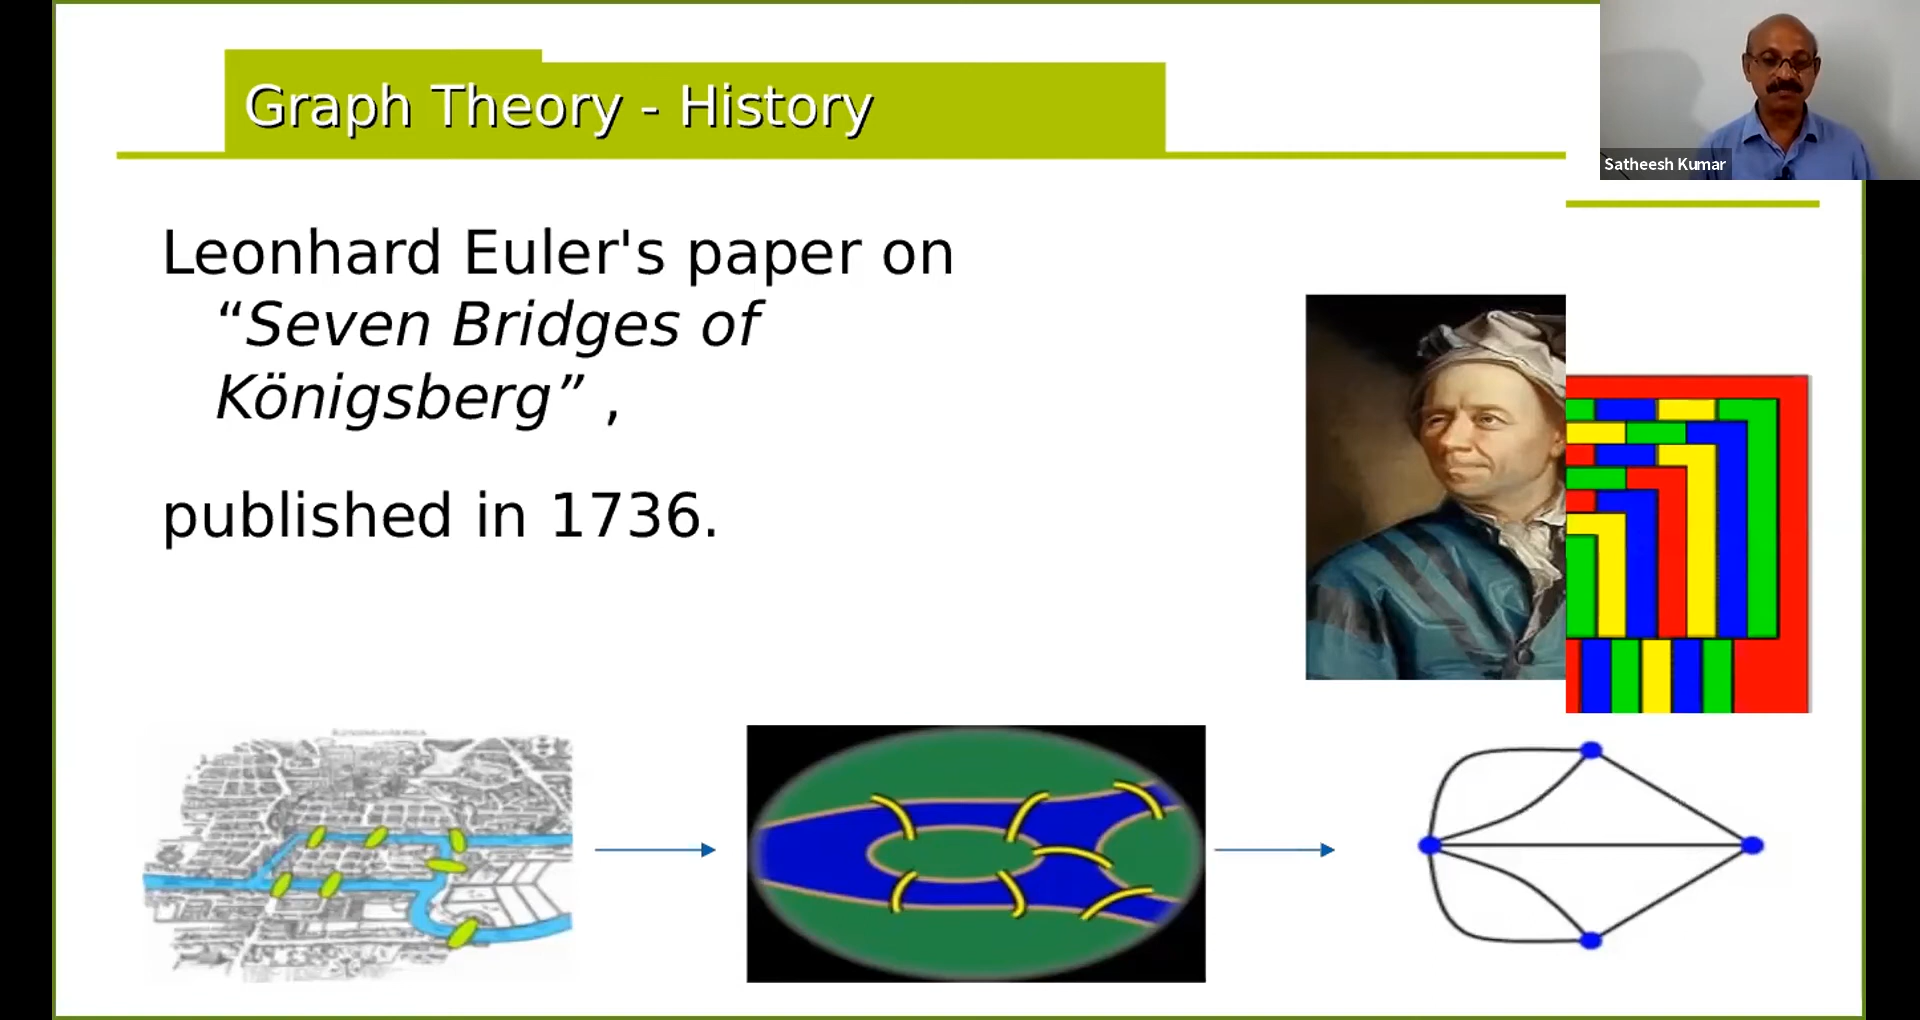 Graph Theory - History
Satheesh Kumar
Leonhard Euler's paper on
“Seven Bridges of
Königsberg” ,
published in 1736.